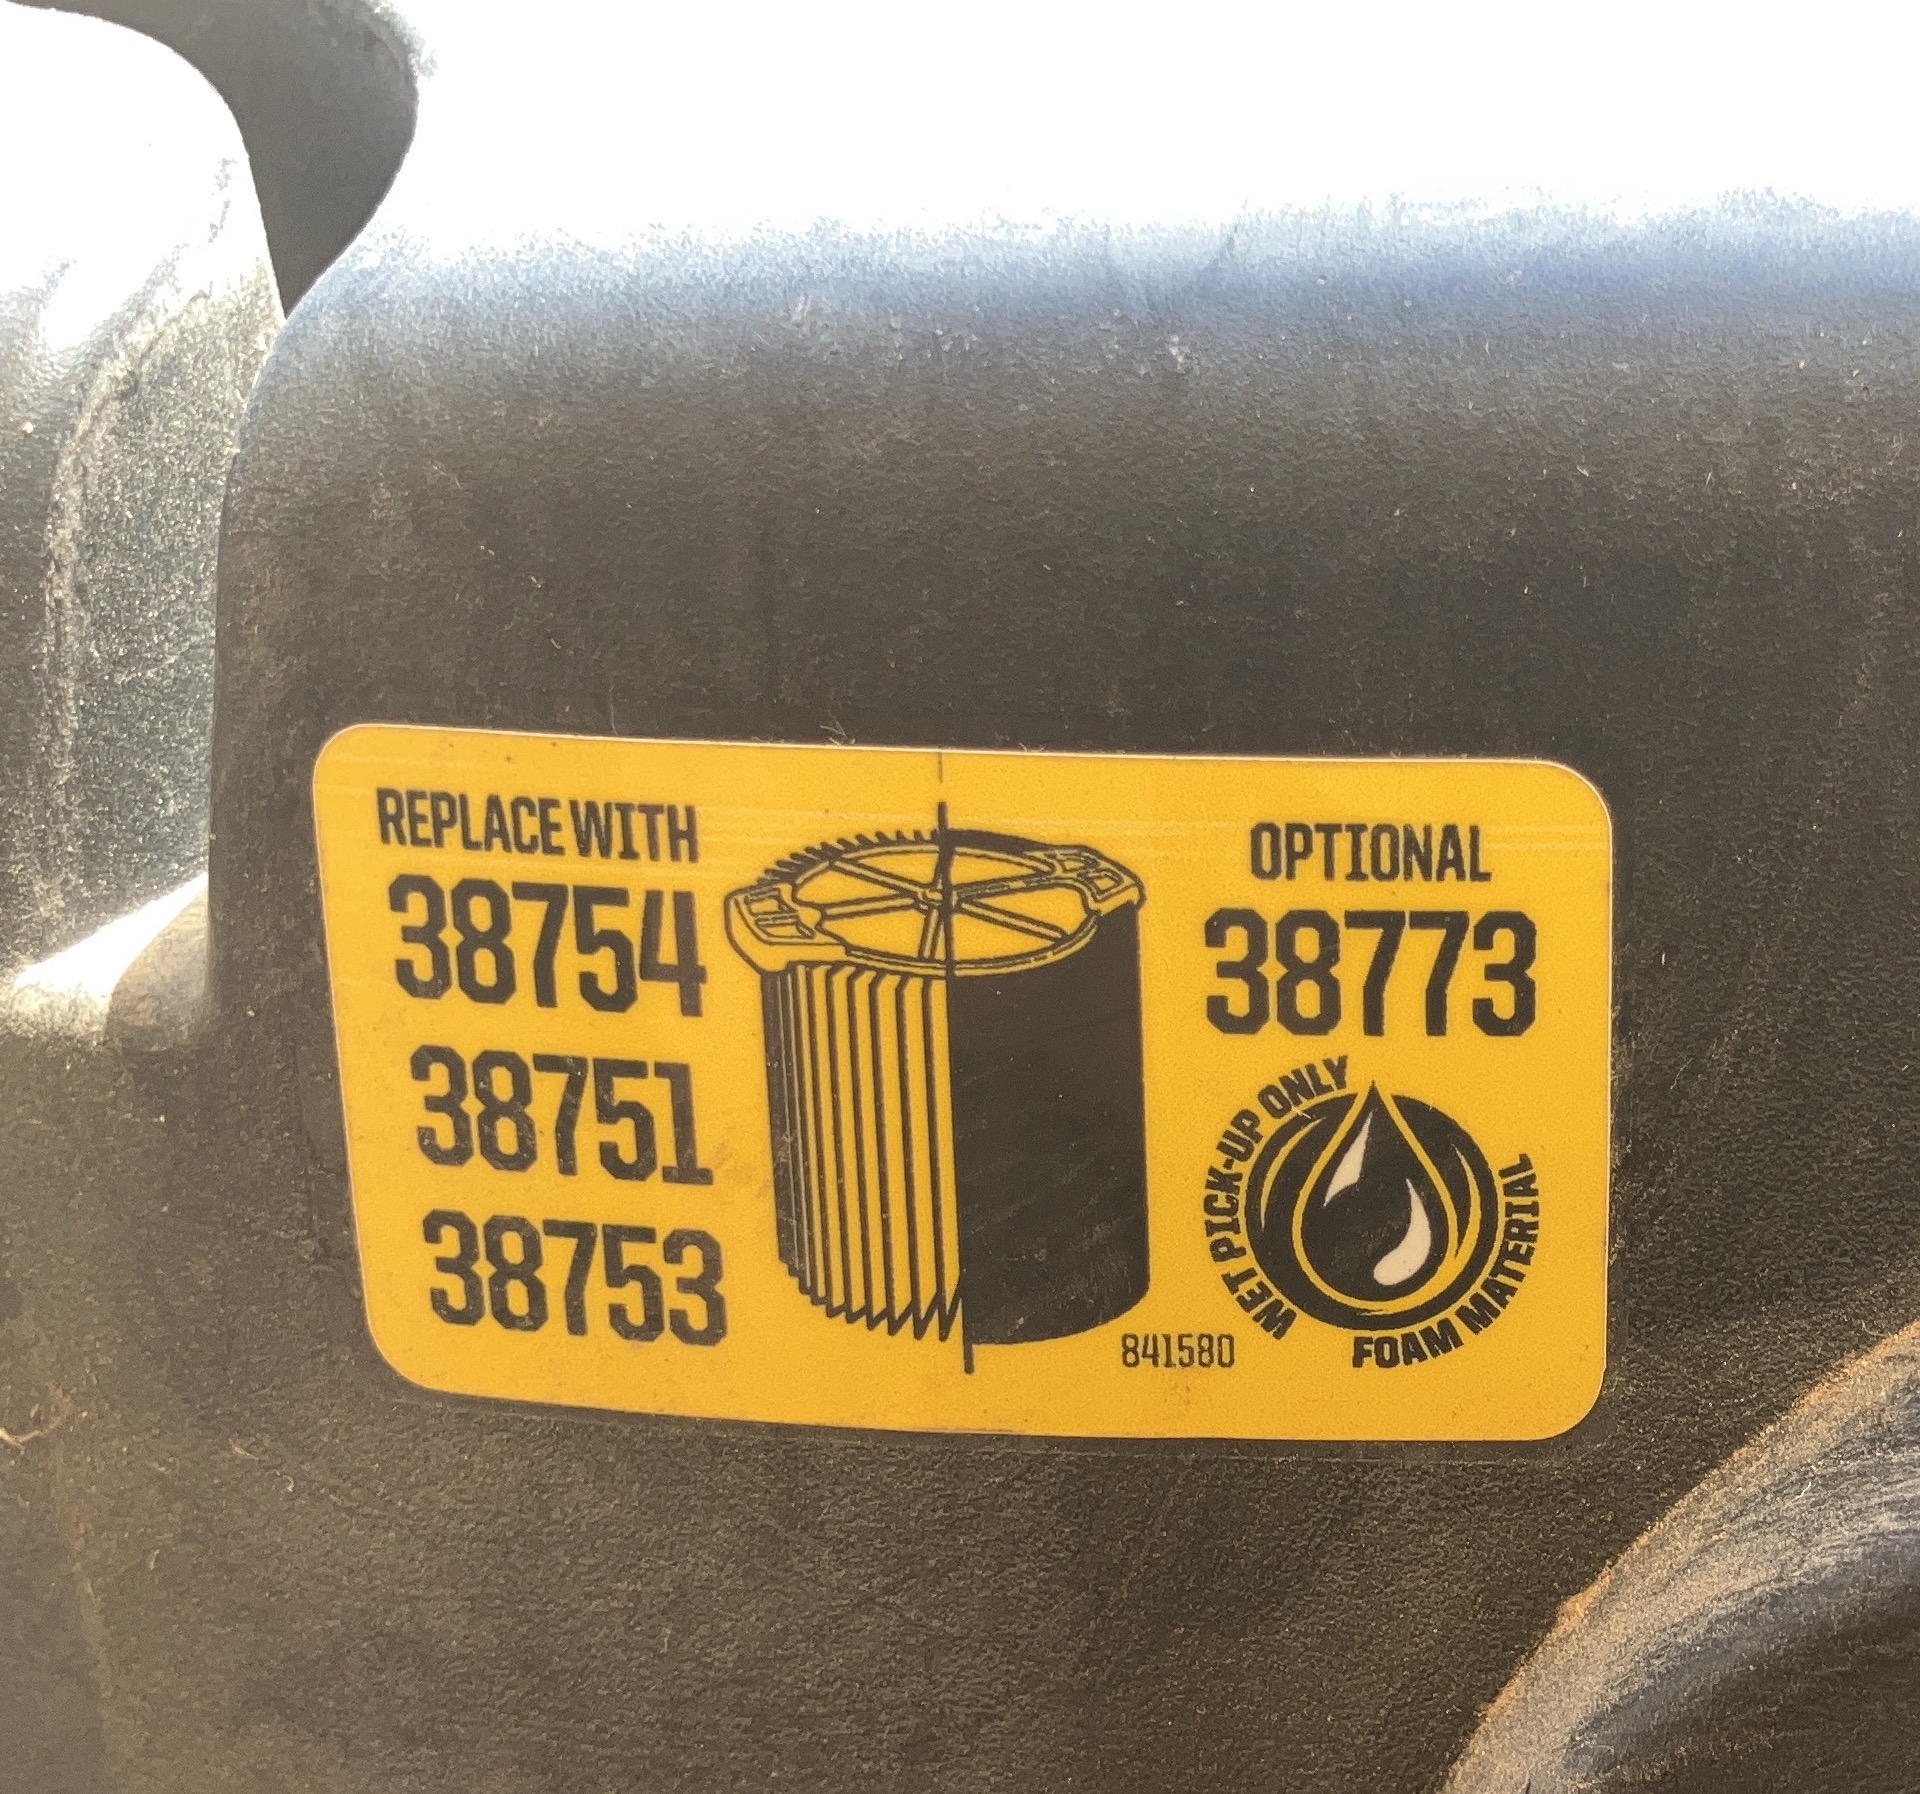 REPLACE WITH
38754
38751
38753
841580
OPTIONAL
38773
WET PICK-UP ONLY
FOAM MATERIAL